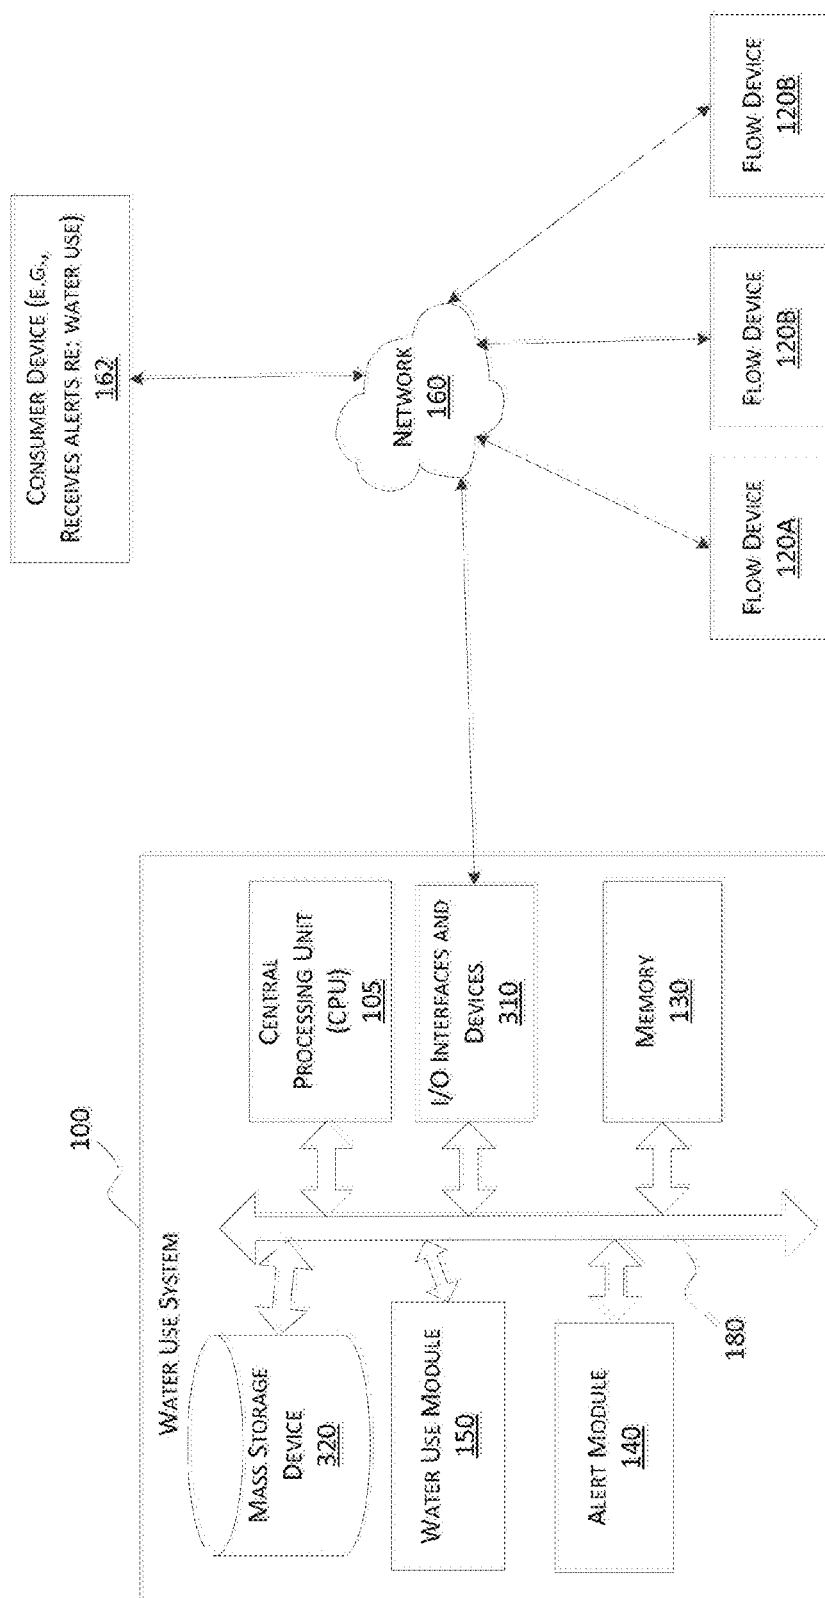 100
WATER USE SYSTEM
MASS STORAGE
DEVICE
320
WATER USE MODULE
150
ALERT MODULE
140
180
CENTRAL
PROCESSING UNIT
(CPU)
105
I/O INTERFACES AND
DEVICES
310
MEMORY
130
CONSUMER DEVICE (E.G.,
RECEIVES ALERTS RE: WATER USE)
162
NETWORK
160
FLOW DEVICE
120A
FLOW DEVICE
120B
FLOW DEVICE
120B